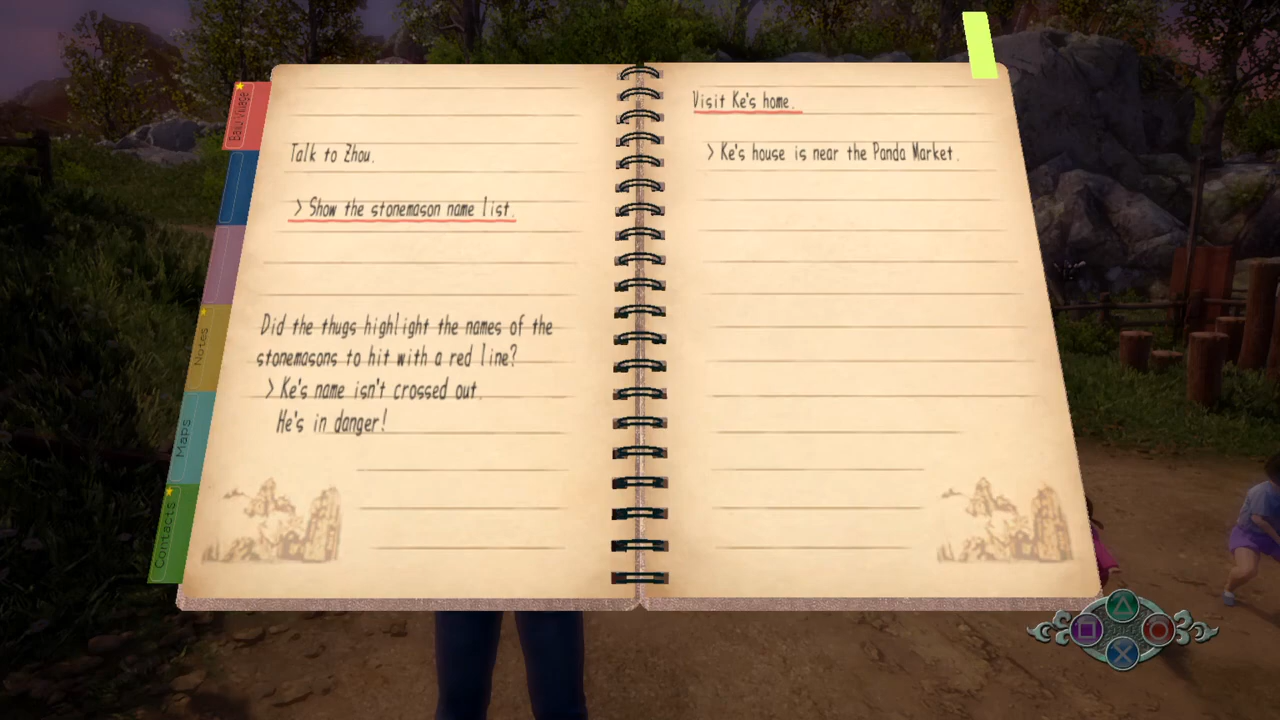 Talk to Zhou.
> Show the stonemason name list.
Did the thugs highlight the names of the
stonemasons to hit with a red line?
> Ke's name isn't crossed out.
He's in danger!
Visit Ke's home.
> Ke's house is near the Panda Market.
Bailu Village
Notes
Maps
Contacts